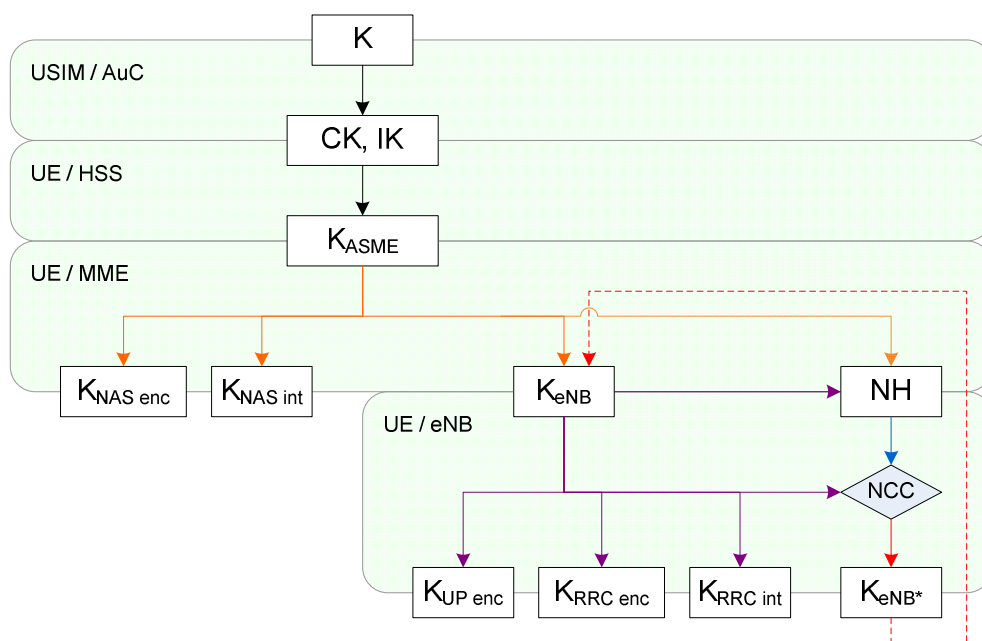 K
USIM / AuC
CK, IK
UE / HSS
KASME
UE / MME
KNAS enc
KNAS int
KeNB
NH
UE / eNB
NCC
KUP enc
KRRC enc
KRRC int
KeNB*